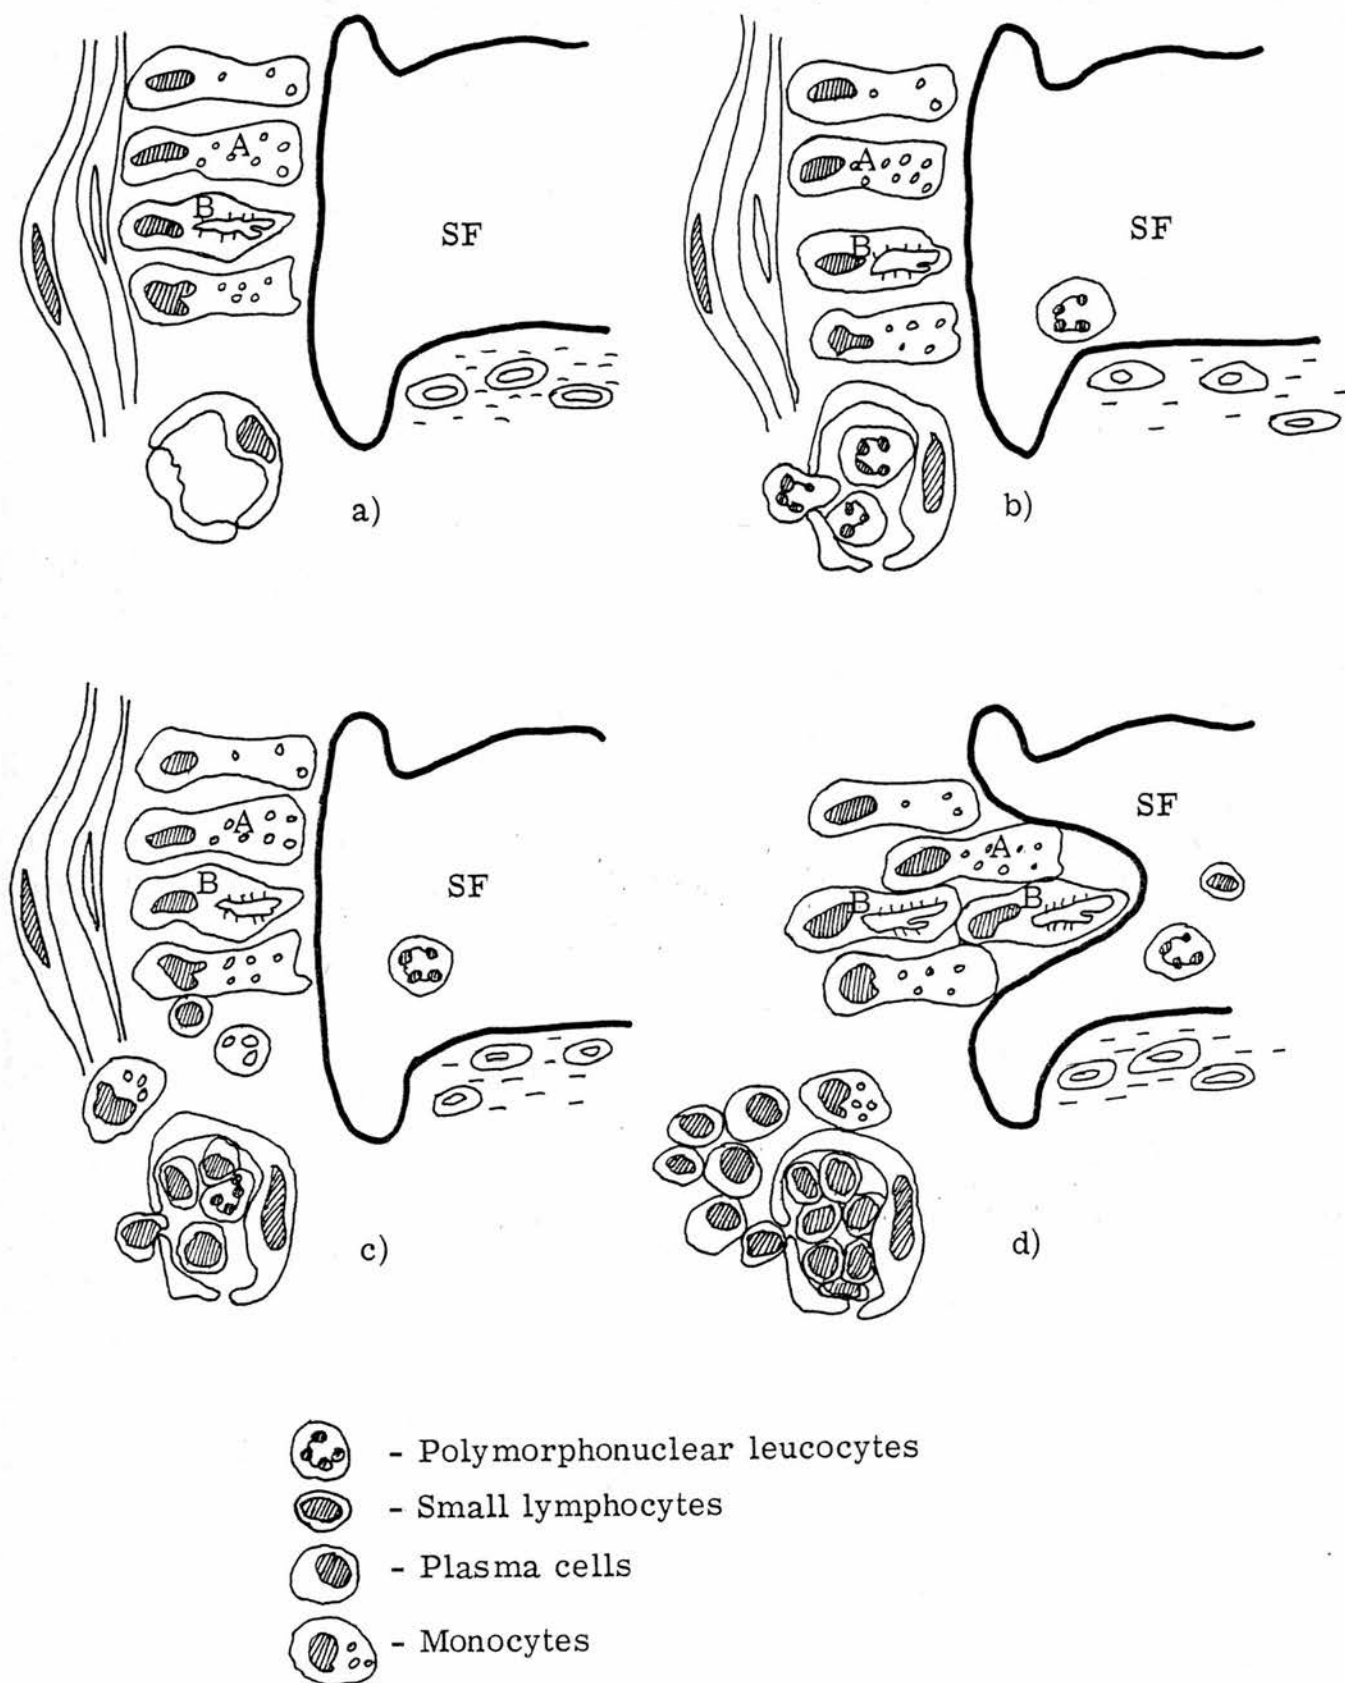 A
B
SF
a)
A
B
SF
b)
A
B
SF
c)
SF
A
B
B
d)
- Polymorphonuclear leucocytes
- Small lymphocytes
- Plasma cells
- Monocytes